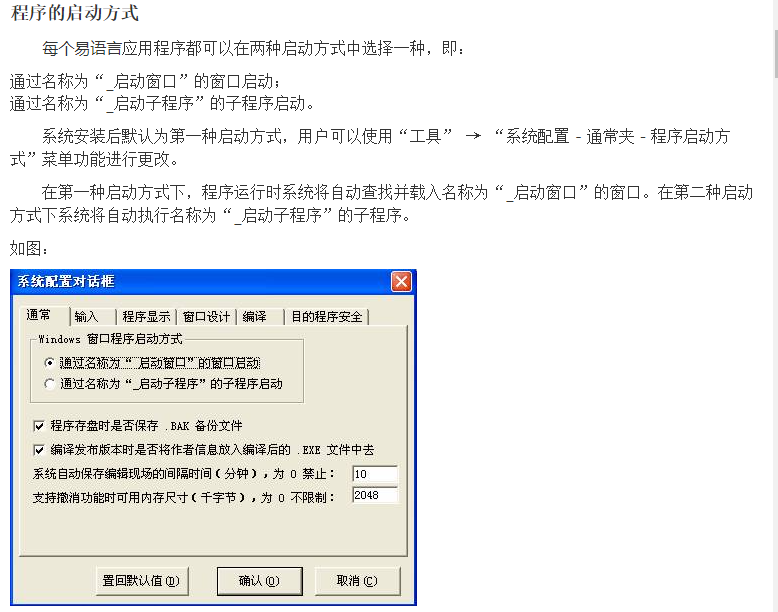 程序的启动方式
每个易语言应用程序都可以在两种启动方式中选择一种，即：
通过名称为“_启动窗口”的窗口启动；
通过名称为“_启动子程序”的子程序启动。
系统安装后默认为第一种启动方式，用户可以使用“工具” → “系统配置 - 通常夹 - 程序启动方
式”菜单功能进行更改。
在第一种启动方式下，程序运行时系统将自动查找并载入名称为“_启动窗口”的窗口。在第二种启动
方式下系统将自动执行名称为“_启动子程序”的子程序。
如图：
系统配置对话框
通常 输入 程序显示 窗口设计 编译 目的程序安全
Windows 窗口程序启动方式
通过名称为“_启动窗口”的窗口启动
通过名称为“_启动子程序”的子程序启动
程序存盘时是否保存 .BAK 备份文件
编译发布版本时是否将作者信息放入编译后的 .EXE 文件中去
系统自动保存编辑现场的间隔时间(分钟)，为 0 禁止： 10
支持撤消功能时可用内存尺寸(千字节)，为 0 不限制： 2048
置回默认值(D) 确认(O) 取消(C)